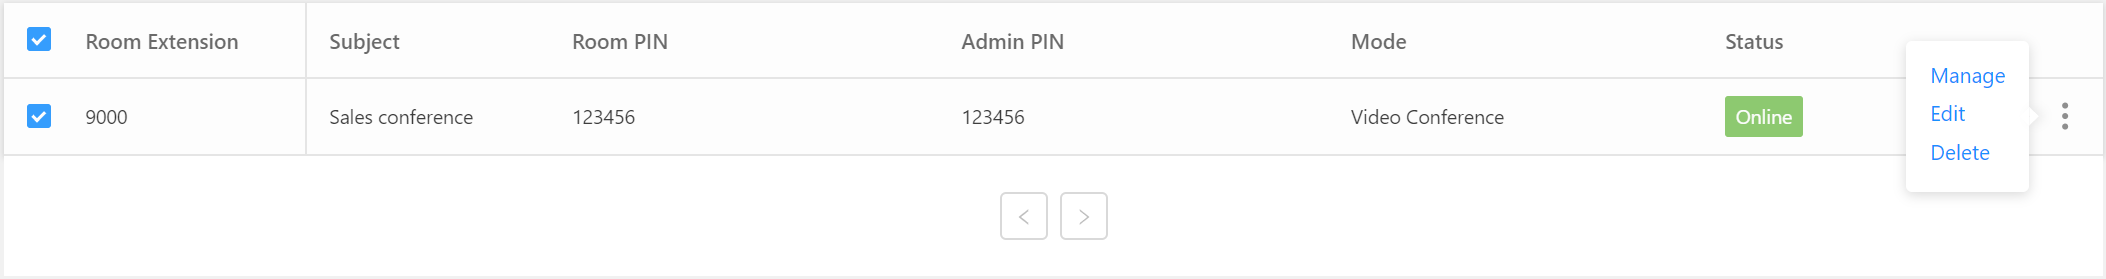 Room Extension Subject Room PIN Admin PIN Mode Status
9000 Sales conference 123456 123456 Video Conference Online
Manage
Edit
Delete